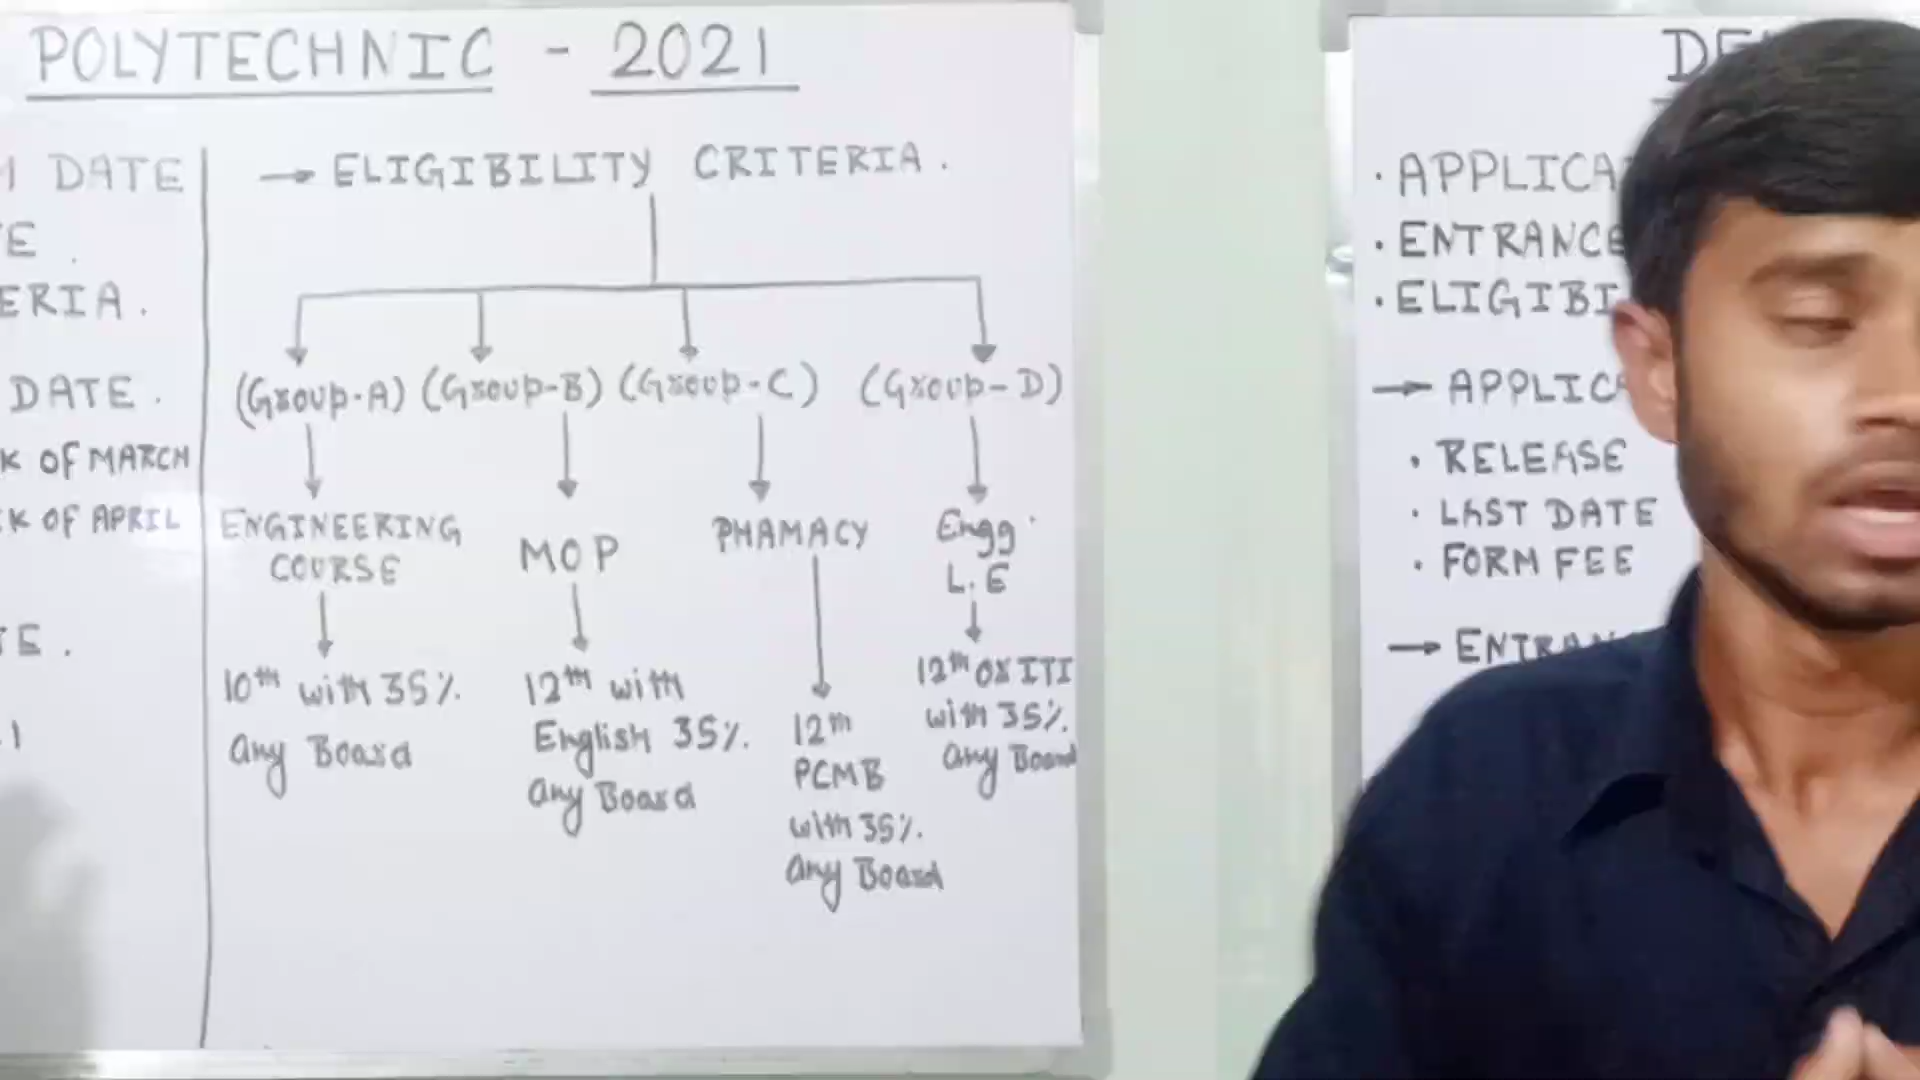 POLYTECHNIC - 2021
DATE
ERIA.
DATE.
K OF MARCH
K OF APRIL
→ ELIGIBILITY CRITERIA.
(Group-A) (Group-B) (Group-C) (Group-D)
ENGINEERING
COURSE
10th with 35%.
any Board
MOP
12th with
English 35%.
any Board
PHAMACY
12th
PCMB
with 35%.
any Board
Engg.
L.E
12th or ITI
with 35%.
any Board
· APPLICA
· ENTRANCE
· ELIGIBI
→ APPLIC
· RELEASE
· LAST DATE
· FORM FEE
→ ENTRAN